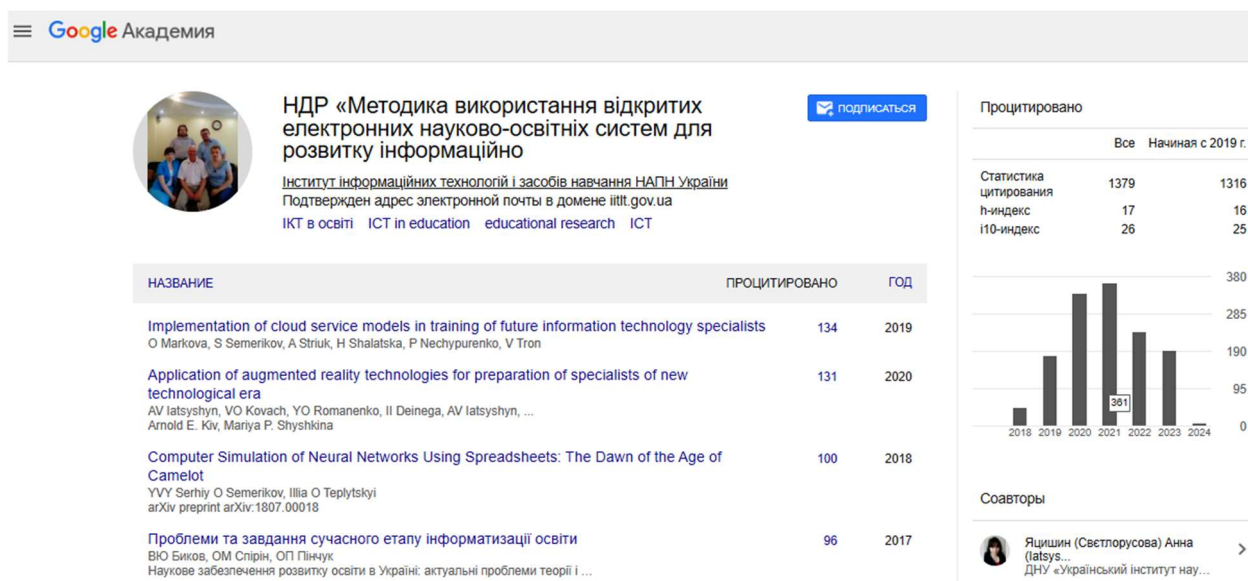 Google Академия
НДР «Методика використання відкритих
електронних науково-освітніх систем для
розвитку інформаційно
Інститут інформаційних технологій і засобів навчання НАПН України
Подтвержден адрес электронной почты в домене iitlt.gov.ua
ІКТ в освіті ICT in education educational research ICT
ПОДПИСАТЬСЯ
НАЗВАНИЕ ПРОЦИТИРОВАНО ГОД
Implementation of cloud service models in training of future information technology specialists 134 2019
O Markova, S Semerikov, A Striuk, H Shalatska, P Nechypurenko, V Tron
Application of augmented reality technologies for preparation of specialists of new 131 2020
technological era
AV Iatsyshyn, VO Kovach, YO Romanenko, II Deinega, AV Iatsyshyn, ...
Arnold E. Kiv, Mariya P. Shyshkina
Computer Simulation of Neural Networks Using Spreadsheets: The Dawn of the Age of 100 2018
Camelot
YVY Serhiy O Semerikov, Illia O Teplytskyi
arXiv preprint arXiv:1807.00018
Проблеми та завдання сучасного етапу інформатизації освіти 96 2017
ВЮ Биков, ОМ Спірін, ОП Пінчук
Наукове забезпечення розвитку освіти в Україні: актуальні проблеми теорії і ...
Процитировано
Все Начиная с 2019 г.
Статистика
цитирования 1379 1316
h-индекс 17 16
i10-индекс 26 25
380
285
190
95
0
361
2018 2019 2020 2021 2022 2023 2024
Соавторы
Яцишин (Свєтлорусова) Анна
(Iatsys...
ДНУ «Український інститут нау...